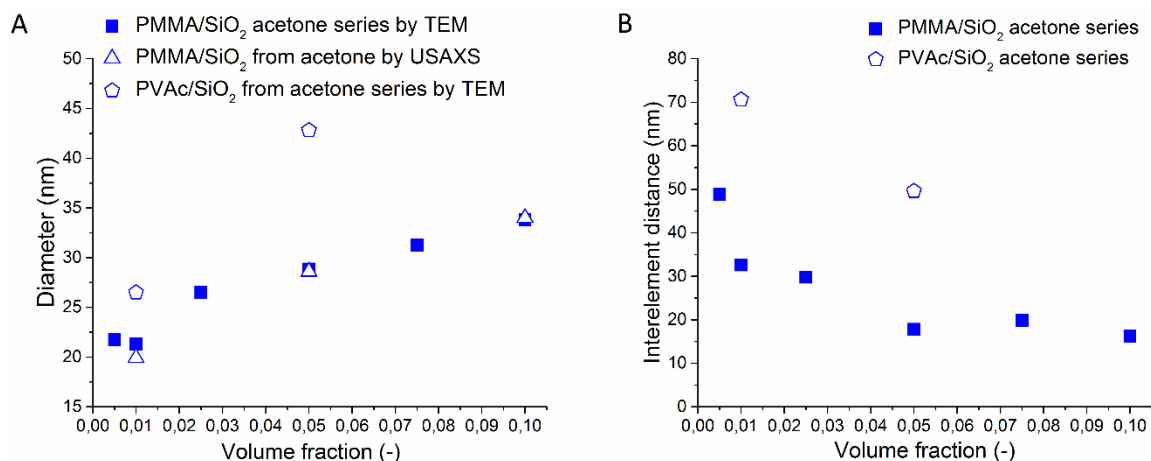 A
PMMA/SiO2 acetone series by TEM
PMMA/SiO2 from acetone by USAXS
PVAc/SiO2 from acetone series by TEM
50
45
40
35
30
25
20
15
Diameter (nm)
0,00 0,01 0,02 0,03 0,04 0,05 0,06 0,07 0,08 0,09 0,10
Volume fraction (-)
B
PMMA/SiO2 acetone series
PVAc/SiO2 acetone series
80
70
60
50
40
30
20
10
0
Interelement distance (nm)
0,00 0,01 0,02 0,03 0,04 0,05 0,06 0,07 0,08 0,09 0,10
Volume fraction (-)